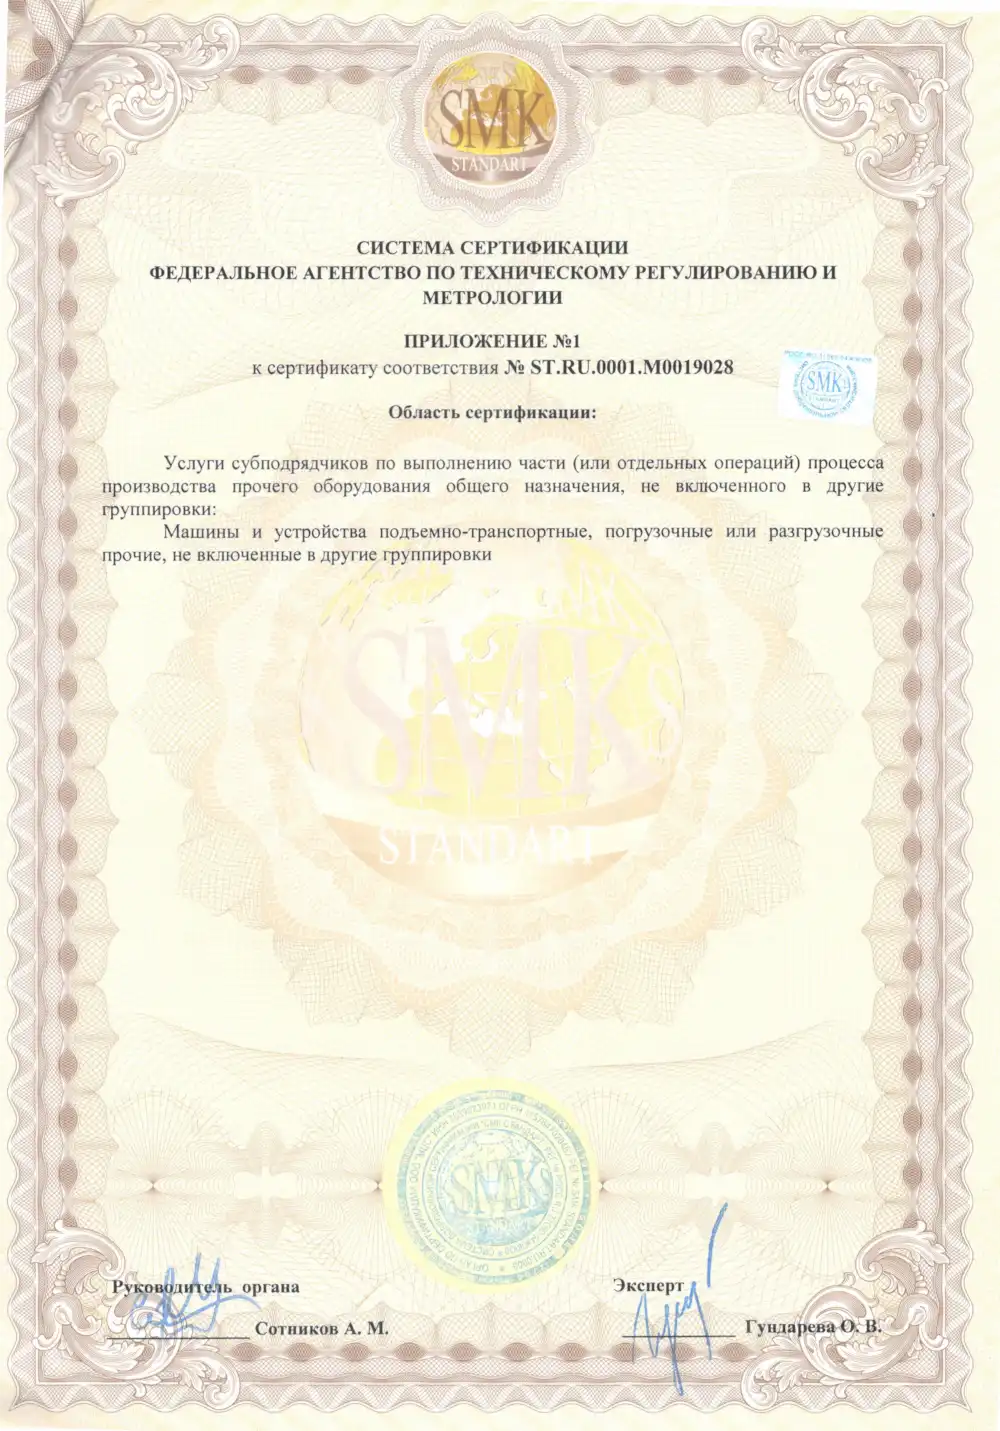 SMK
STANDART
СИСТЕМА СЕРТИФИКАЦИИ
ФЕДЕРАЛЬНОЕ АГЕНТСТВО ПО ТЕХНИЧЕСКОМУ РЕГУЛИРОВАНИЮ И
МЕТРОЛОГИИ
ПРИЛОЖЕНИЕ №1
к сертификату соответствия № ST.RU.0001.M0019028
SMK
Область сертификации:
Услуги субподрядчиков по выполнению части (или отдельных операций) процесса
производства прочего оборудования общего назначения, не включенного в другие
группировки:
Машины и устройства подъемно-транспортные, погрузочные или разгрузочные
прочие, не включенные в другие группировки
SMK
STANDART
SMK
Руководитель органа
Эксперт
Сотников А. М.
Гундарева О. В.